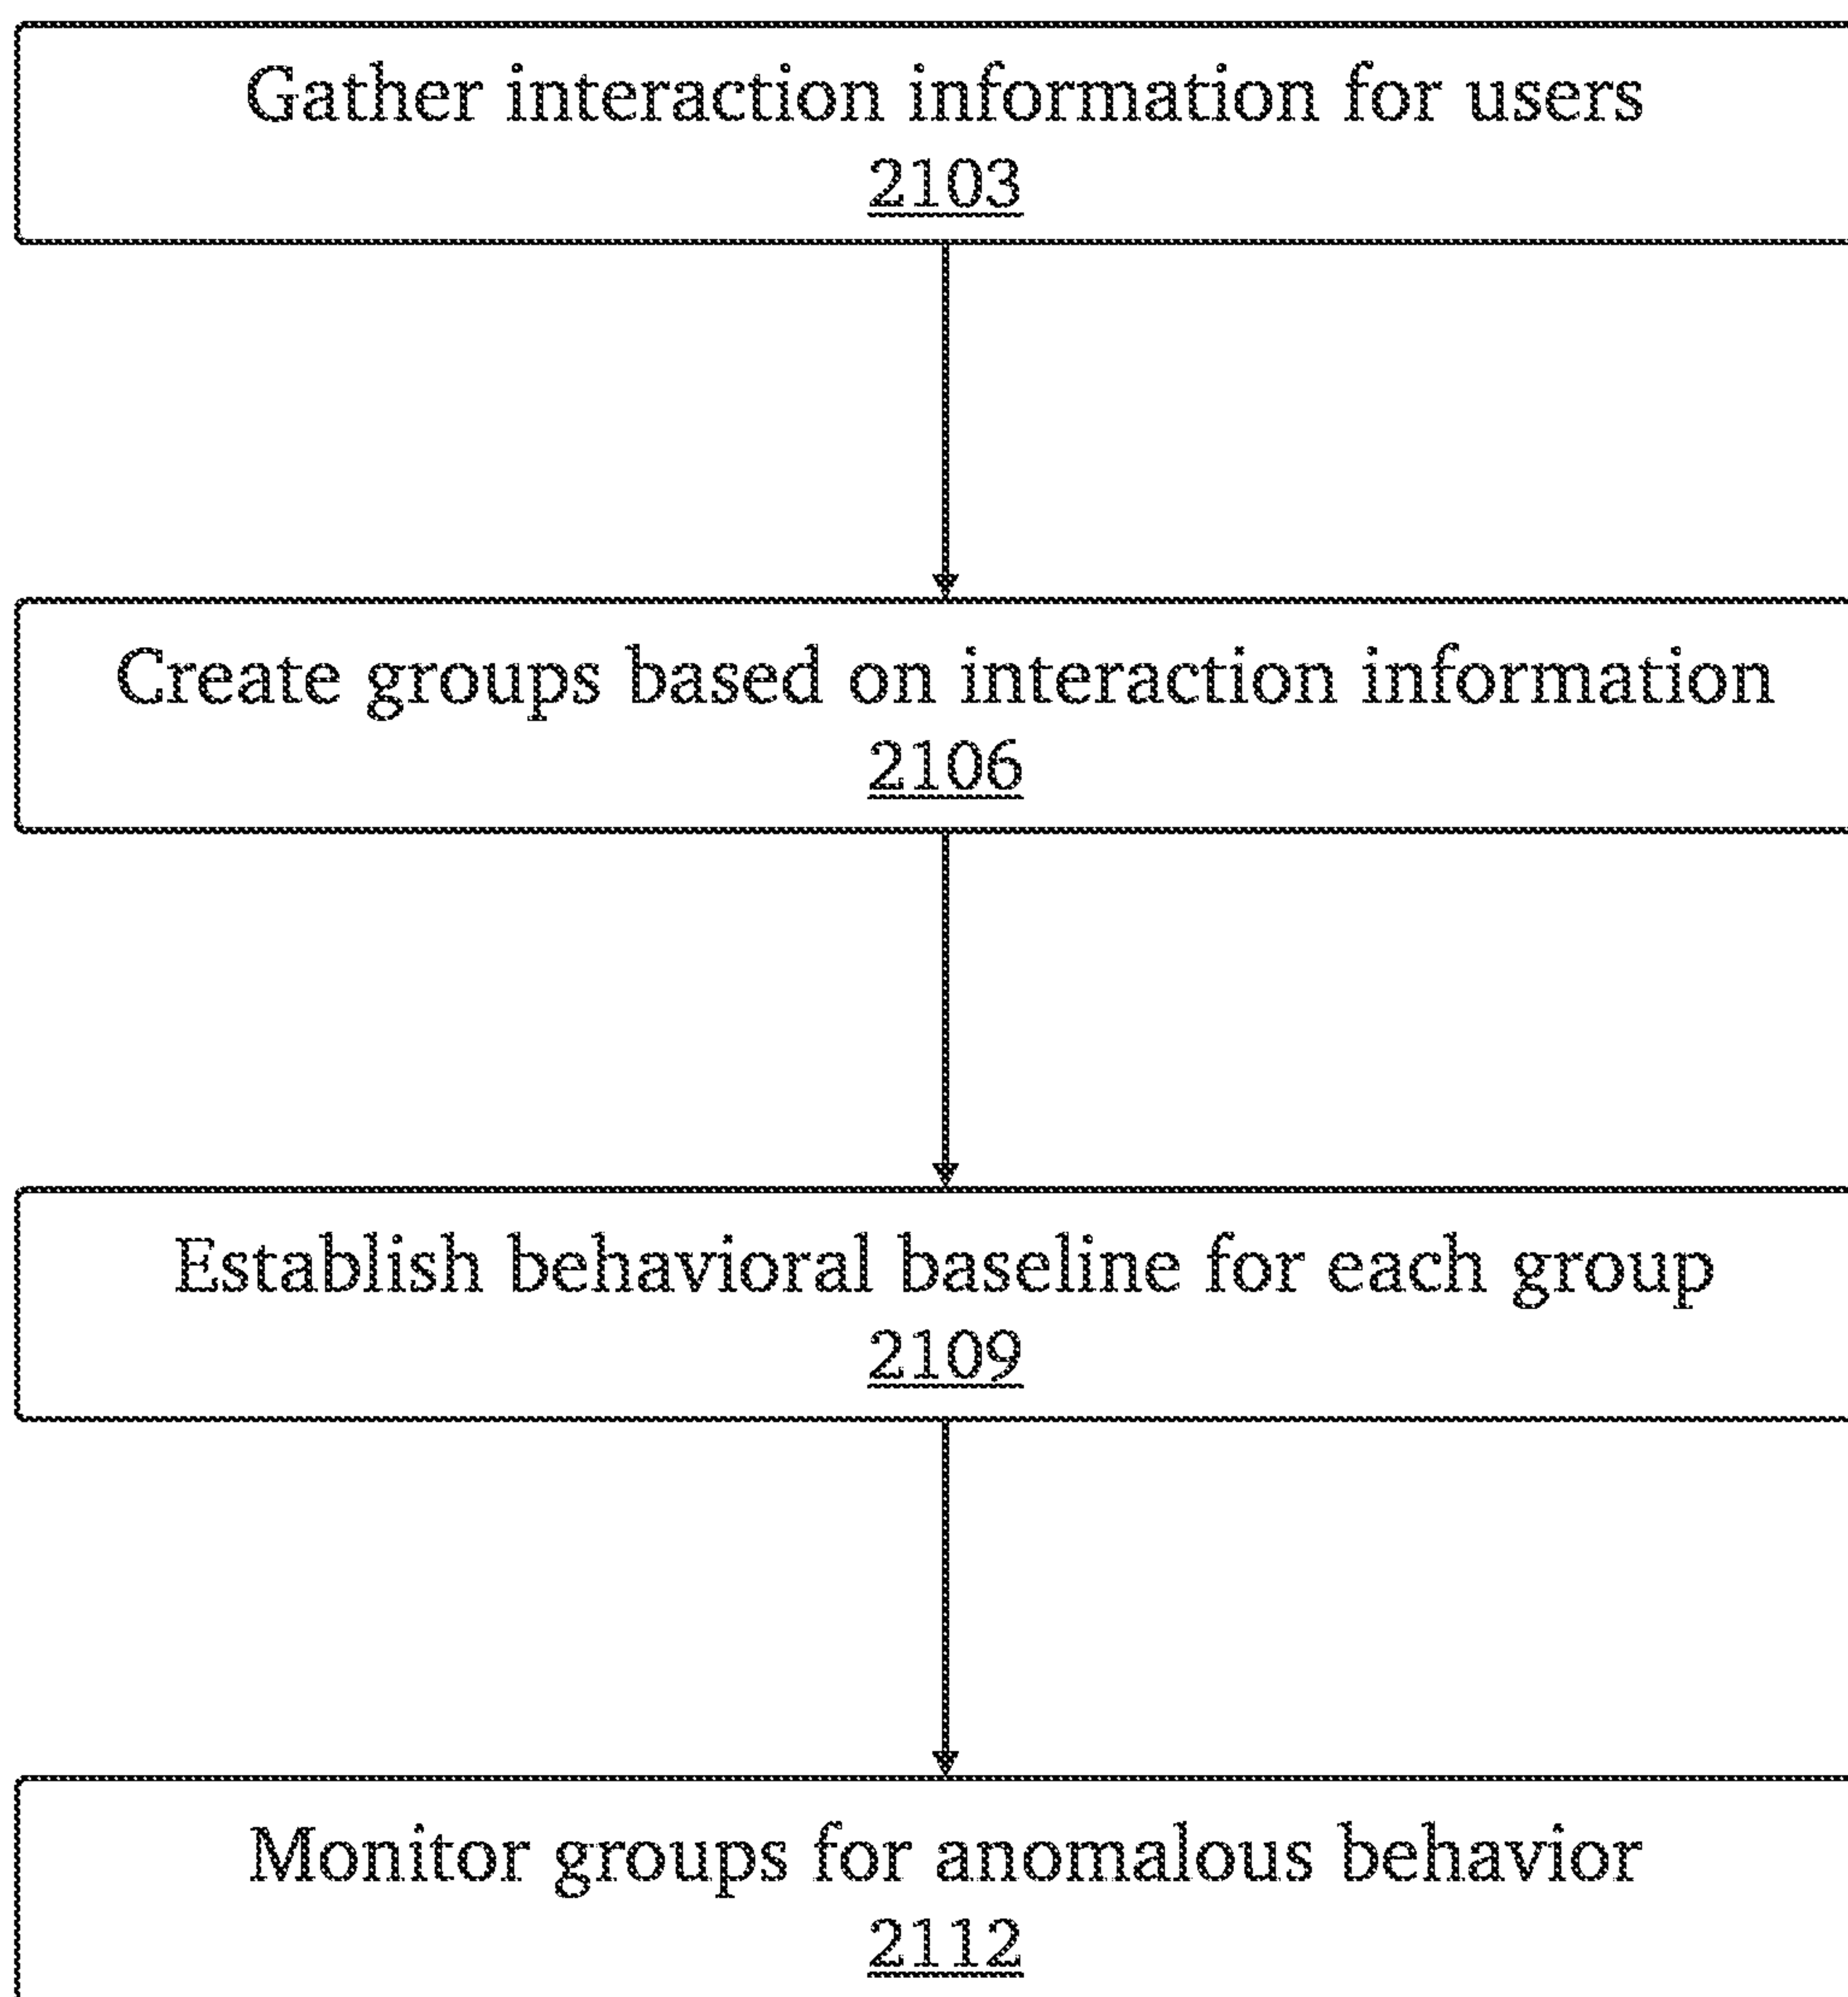 Gather interaction information for users
2103
Create groups based on interaction information
2106
Establish behavioral baseline for each group
2109
Monitor groups for anomalous behavior
2112